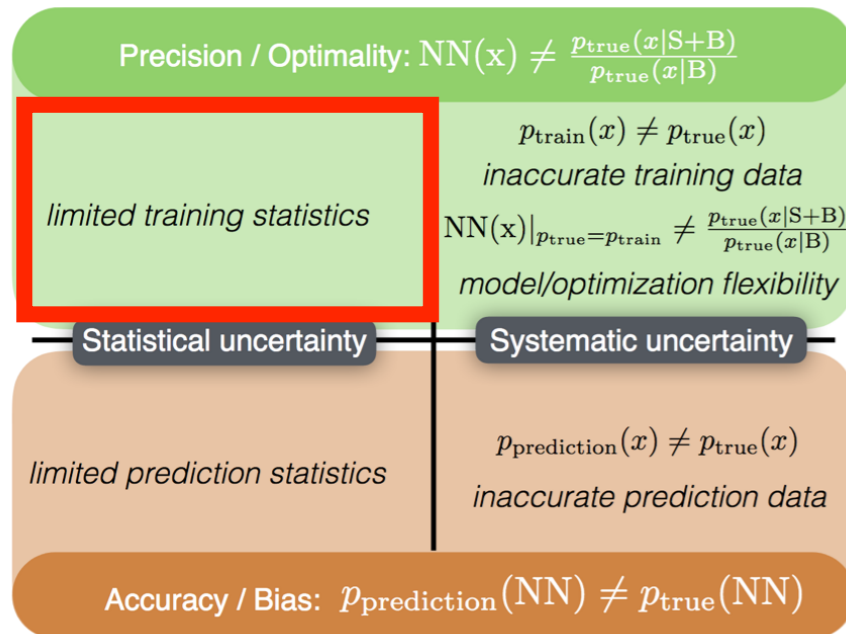 Precision / Optimality: NN(x) ≠ p_true(x|S+B) / p_true(x|B)
limited training statistics
p_train(x) ≠ p_true(x)
inaccurate training data
NN(x)|_{p_true=p_train} ≠ p_true(x|S+B) / p_true(x|B)
model/optimization flexibility
Statistical uncertainty
Systematic uncertainty
limited prediction statistics
p_prediction(x) ≠ p_true(x)
inaccurate prediction data
Accuracy / Bias: p_prediction(NN) ≠ p_true(NN)